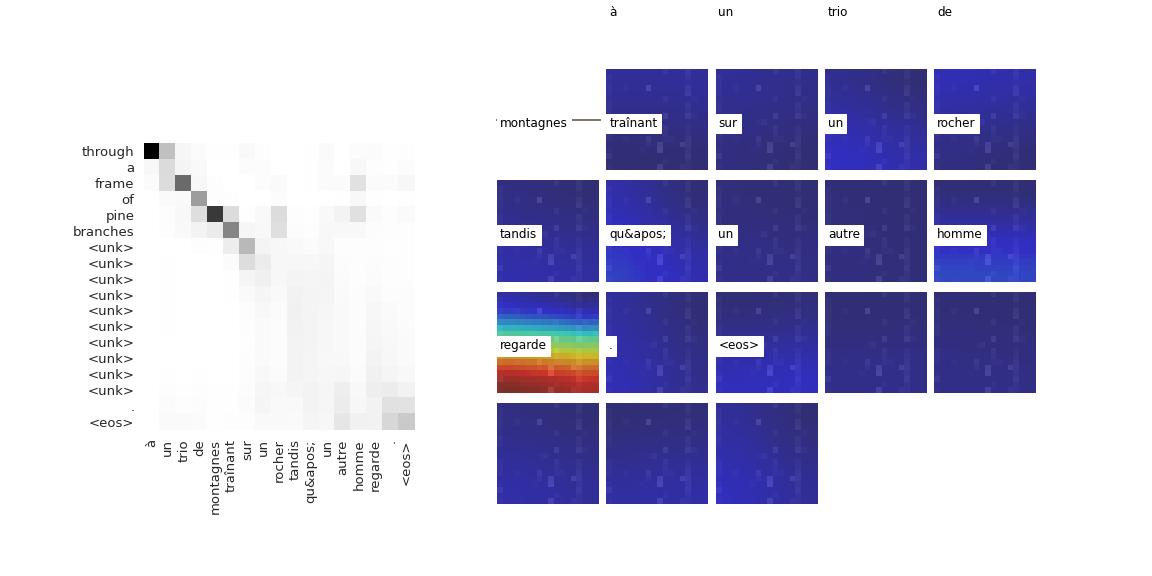 through
a
frame
of
pine
branches
<unk>
<unk>
<unk>
<unk>
<unk>
<unk>
<unk>
<unk>
<unk>
<unk>
.
<eos>
à
un
trio
de
montagnes
traînant
sur
un
rocher
tandis
qu&apos;
un
autre
homme
regarde
.
<eos>
à un trio de
montagnes traînant sur un rocher
tandis qu&apos; un autre homme
regarde . <eos>